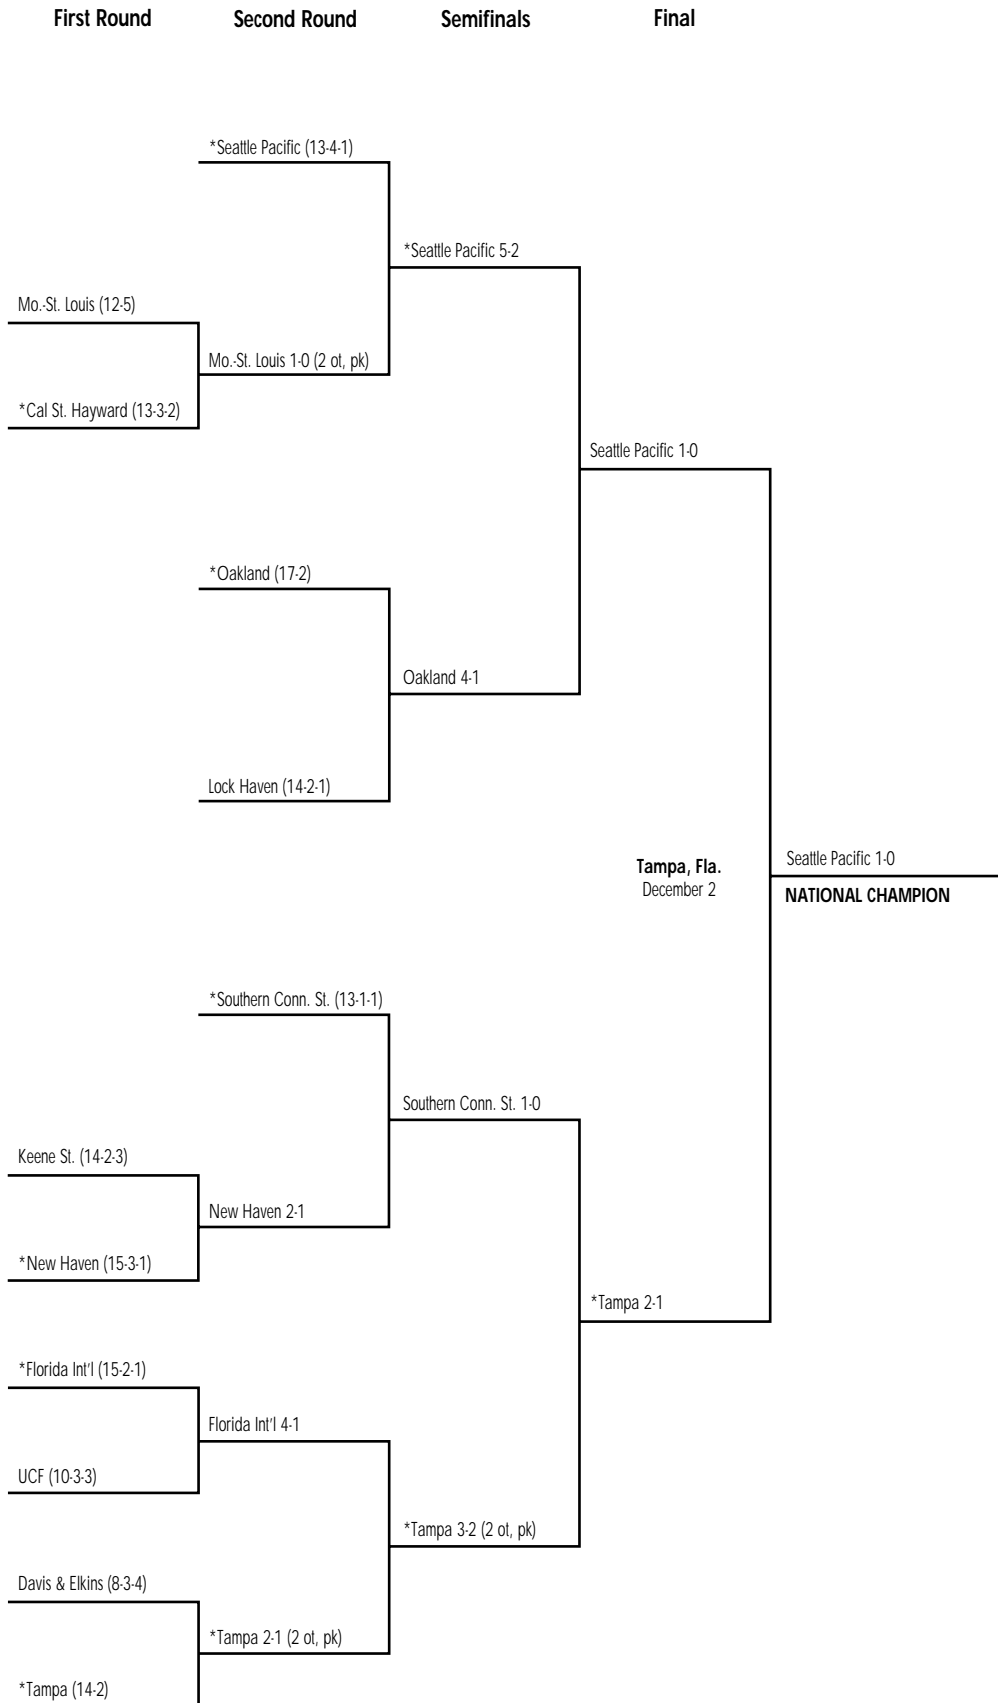 First Round Second Round Semifinals Final
*Seattle Pacific (13-4-1)
*Seattle Pacific 5-2
Mo.-St. Louis (12-5)
Mo.-St. Louis 1-0 (2 ot, pk)
*Cal St. Hayward (13-3-2)
Seattle Pacific 1-0
*Oakland (17-2)
Oakland 4-1
Lock Haven (14-2-1)
Seattle Pacific 1-0
Tampa, Fla.
December 2
NATIONAL CHAMPION
*Southern Conn. St. (13-1-1)
Southern Conn. St. 1-0
Keene St. (14-2-3)
New Haven 2-1
*New Haven (15-3-1)
*Tampa 2-1
*Florida Int'l (15-2-1)
Florida Int'l 4-1
UCF (10-3-3)
*Tampa 3-2 (2 ot, pk)
Davis & Elkins (8-3-4)
*Tampa 2-1 (2 ot, pk)
*Tampa (14-2)